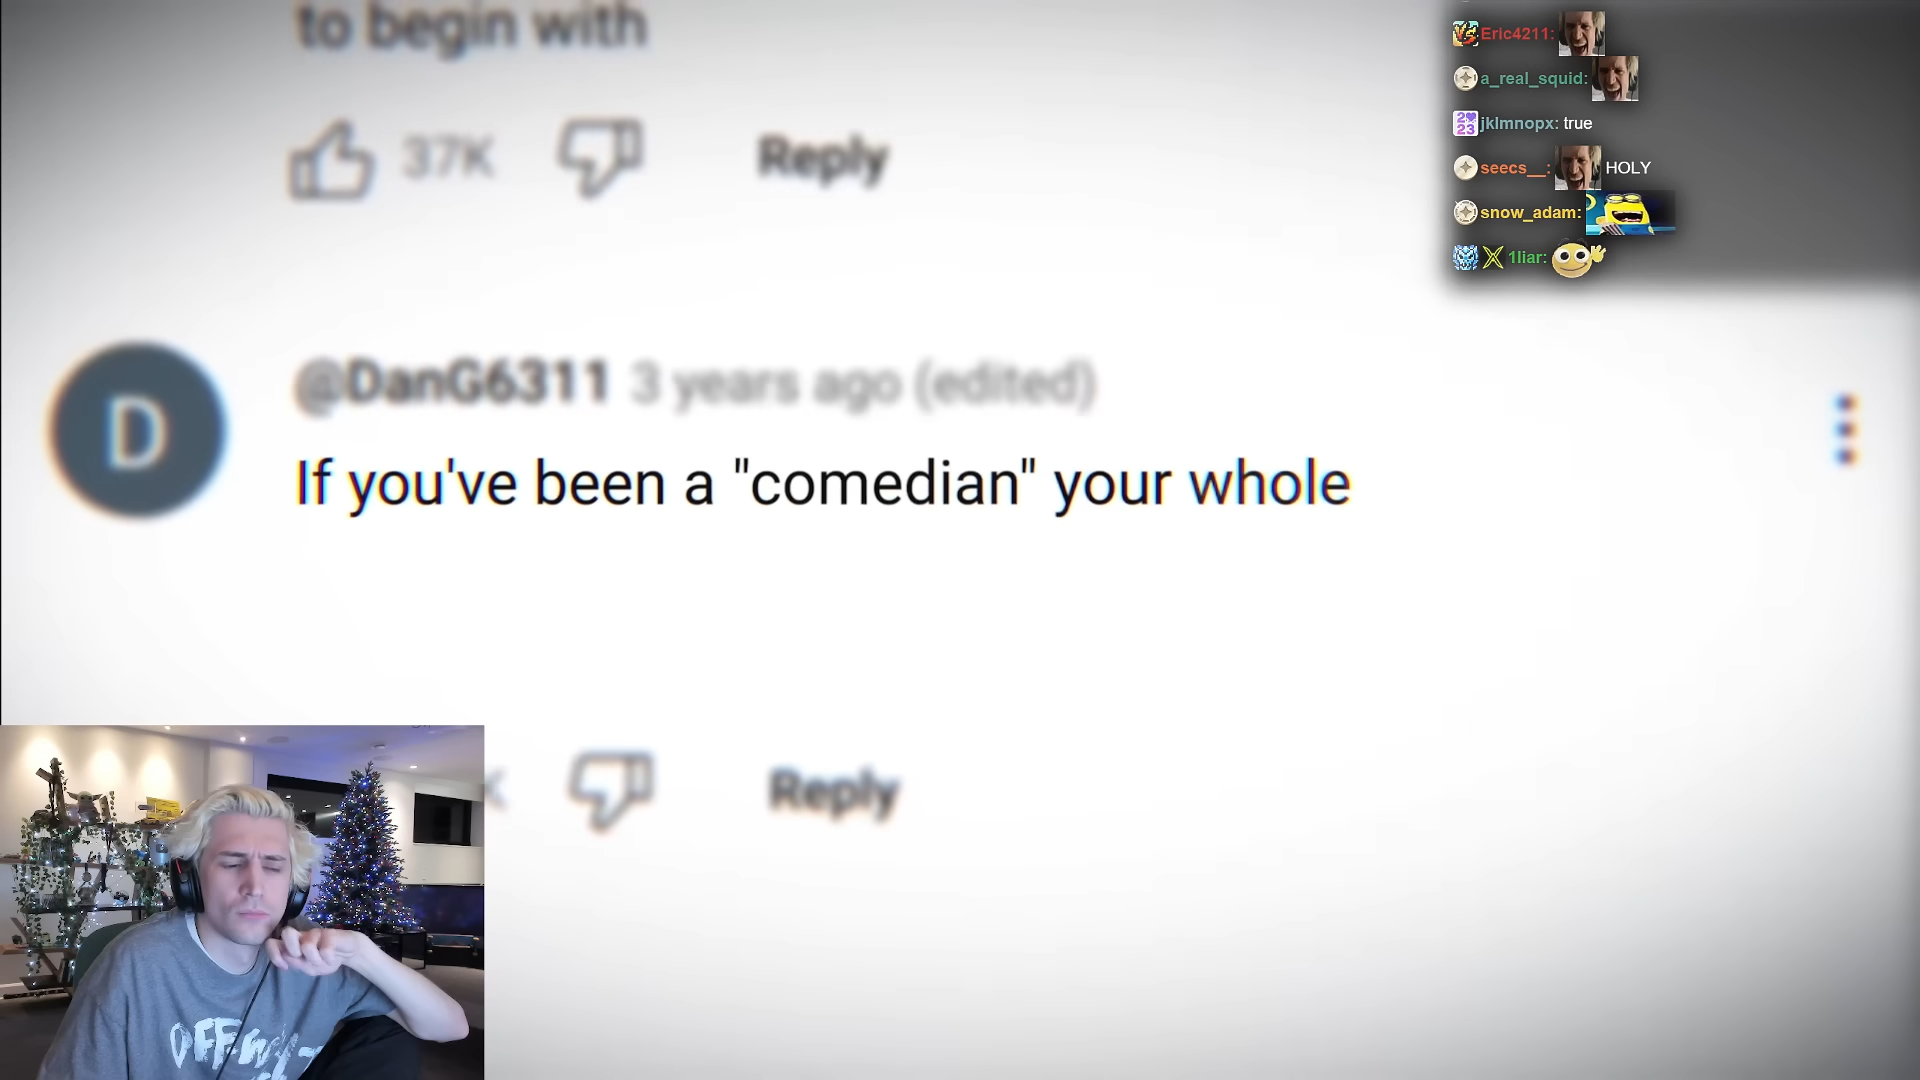 to begin with
37K
Reply
@DanG6311 3 years ago (edited)
D
If you've been a "comedian" your whole
K
Reply
Eric4211:
a_real_squid:
jklmnopx: true
seecs__: HOLY
snow_adam:
1liar: